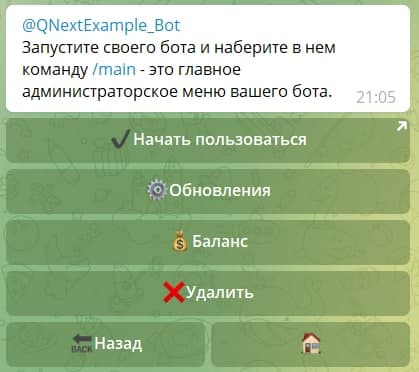 @QNextExample_Bot
Запустите своего бота и наберите в нем
команду /main - это главное
администраторское меню вашего бота.
21:05
Начать пользоваться
Обновления
Баланс
Удалить
BACK Назад